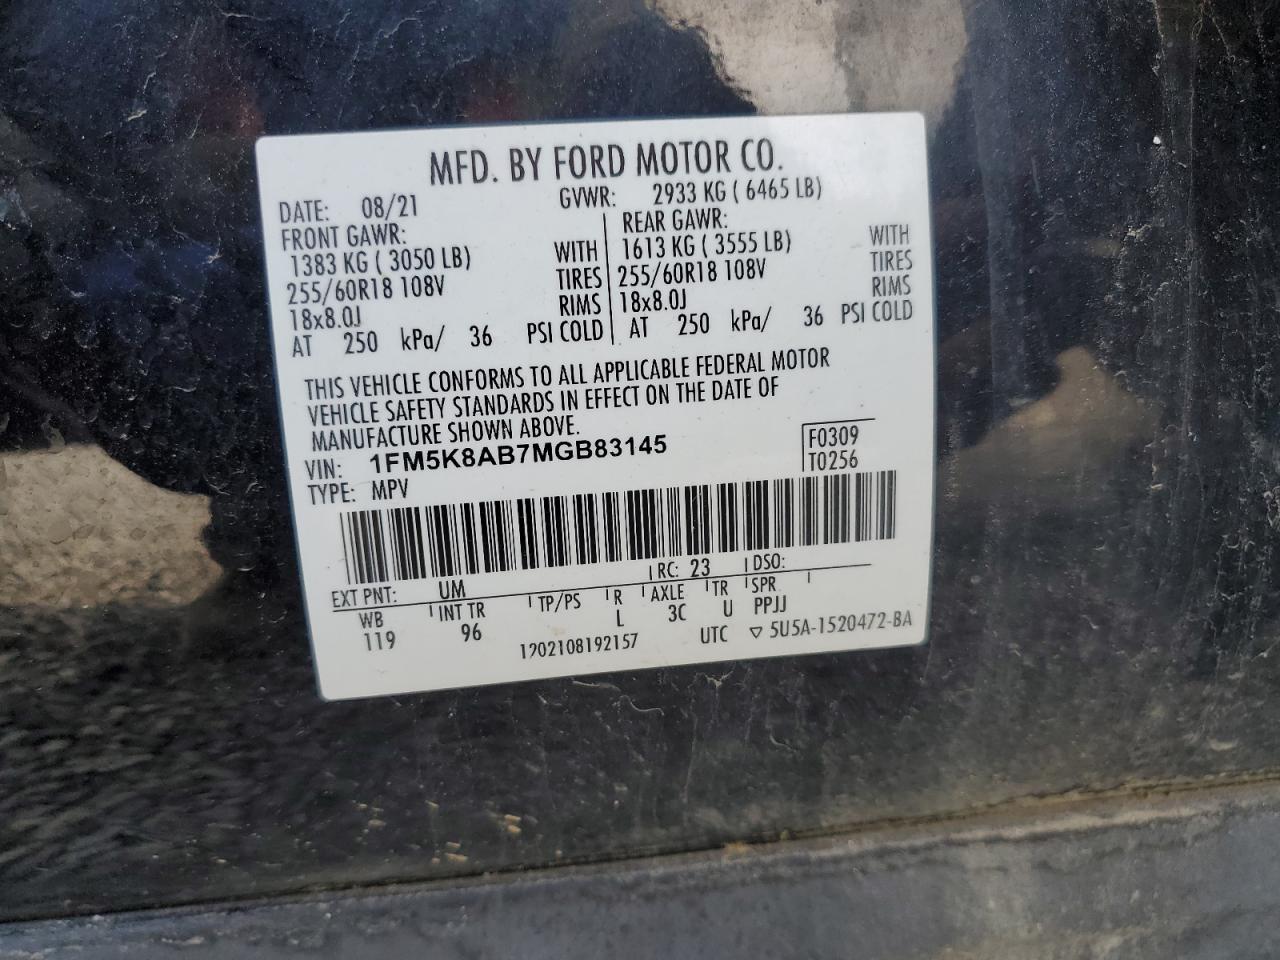 MFD. BY FORD MOTOR CO.
DATE: 08/21 GVWR: 2933 KG ( 6465 LB)
FRONT GAWR: REAR GAWR:
1383 KG ( 3050 LB) WITH 1613 KG ( 3555 LB) WITH
255/60R18 108V TIRES 255/60R18 108V TIRES
18x8.0J RIMS 18x8.0J RIMS
AT 250 kPa/ 36 PSI COLD AT 250 kPa/ 36 PSI COLD
THIS VEHICLE CONFORMS TO ALL APPLICABLE FEDERAL MOTOR
VEHICLE SAFETY STANDARDS IN EFFECT ON THE DATE OF
MANUFACTURE SHOWN ABOVE.
VIN: 1FM5K8AB7MGB83145 F0309
TYPE: MPV T0256
EXT PNT: UM RC: 23 DSO:
WB INT TR TP/PS R AXLE TR SPR
119 96 L 3C U PPJJ
1202108192157 UTC ▽ 5U5A-1520472-BA